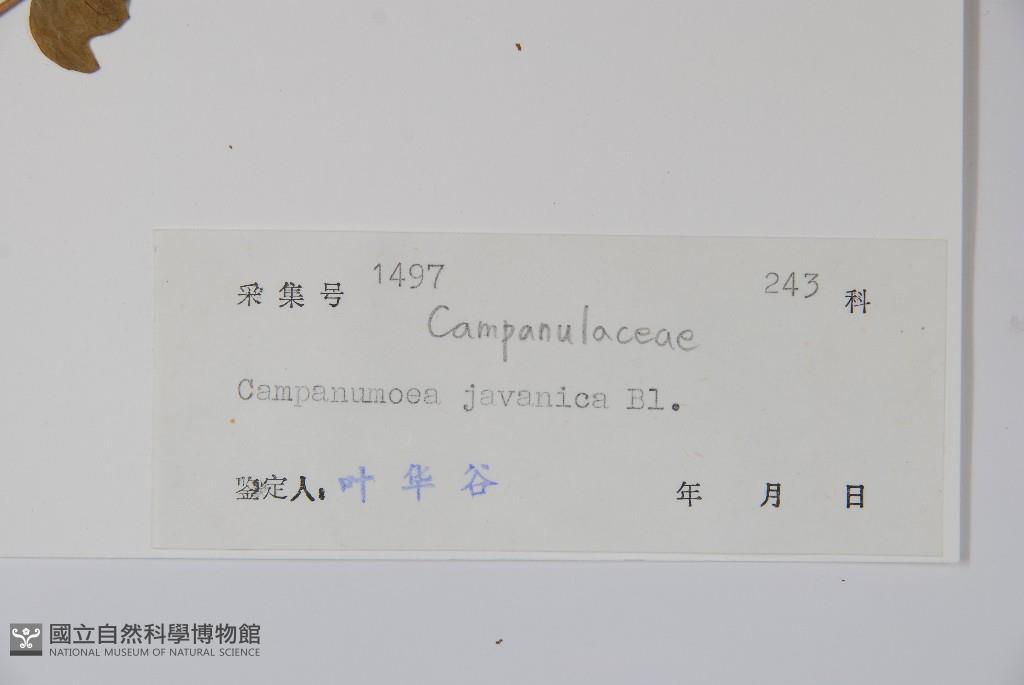 采集号 1497 243 科
Campanulaceae
Campanumoea javanica Bl.
鉴定人: 叶华谷 年 月 日
國立自然科學博物館
NATIONAL MUSEUM OF NATURAL SCIENCE